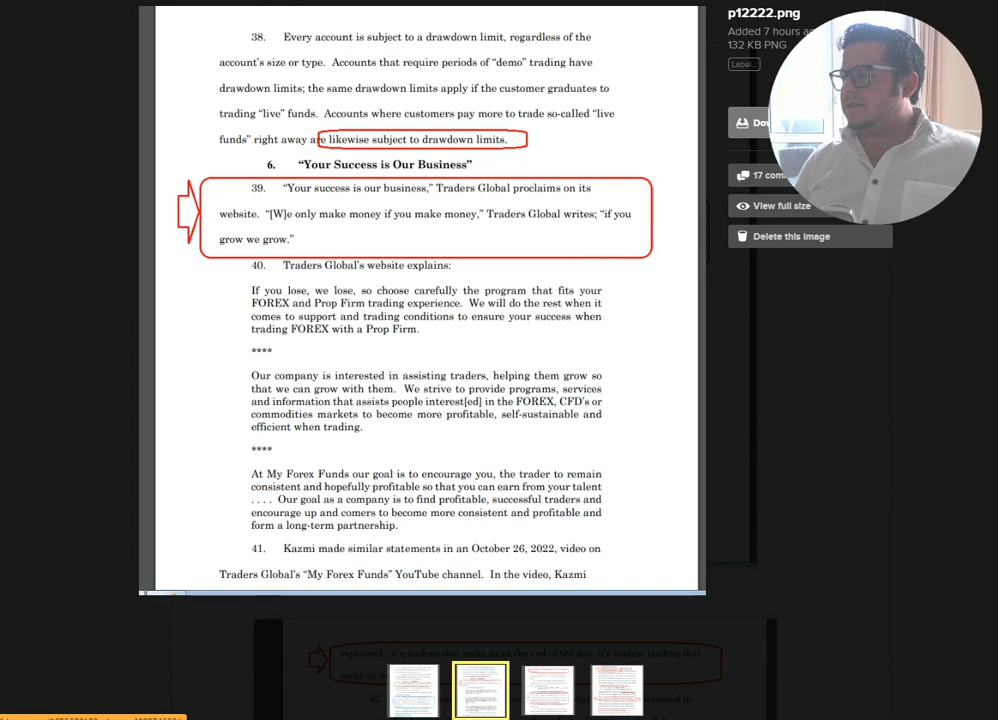 38. Every account is subject to a drawdown limit, regardless of the
account's size or type. Accounts that require periods of "demo" trading have
drawdown limits; the same drawdown limits apply if the customer graduates to
trading "live" funds. Accounts where customers pay more to trade so-called "live
funds" right away are likewise subject to drawdown limits.
6. "Your Success is Our Business"
39. "Your success is our business," Traders Global proclaims on its
website. "[W]e only make money if you make money," Traders Global writes; "if you
grow we grow."
40. Traders Global's website explains:
If you lose, we lose, so choose carefully the program that fits your
FOREX and Prop Firm trading experience. We will do the rest when it
comes to support and trading conditions to ensure your success when
trading FOREX with a Prop Firm.
****
Our company is interested in assisting traders, helping them grow so
that we can grow with them. We strive to provide programs, services
and information that assists people interest[ed] in the FOREX, CFD's or
commodities markets to become more profitable, self-sustainable and
efficient when trading.
****
At My Forex Funds our goal is to encourage you, the trader to remain
consistent and hopefully profitable so that you can earn from your talent
. . . . Our goal as a company is to find profitable, successful traders and
encourage up and comers to become more consistent and profitable and
form a long-term partnership.
41. Kazmi made similar statements in an October 26, 2022, video on
Traders Global's "My Forex Funds" YouTube channel. In the video, Kazmi
p12222.png
Added 7 hours
132 KB PNG
Label...
17
View full size
Delete this image
explained, "it's traders that make us at the end of the day; it's traders trading that
make us